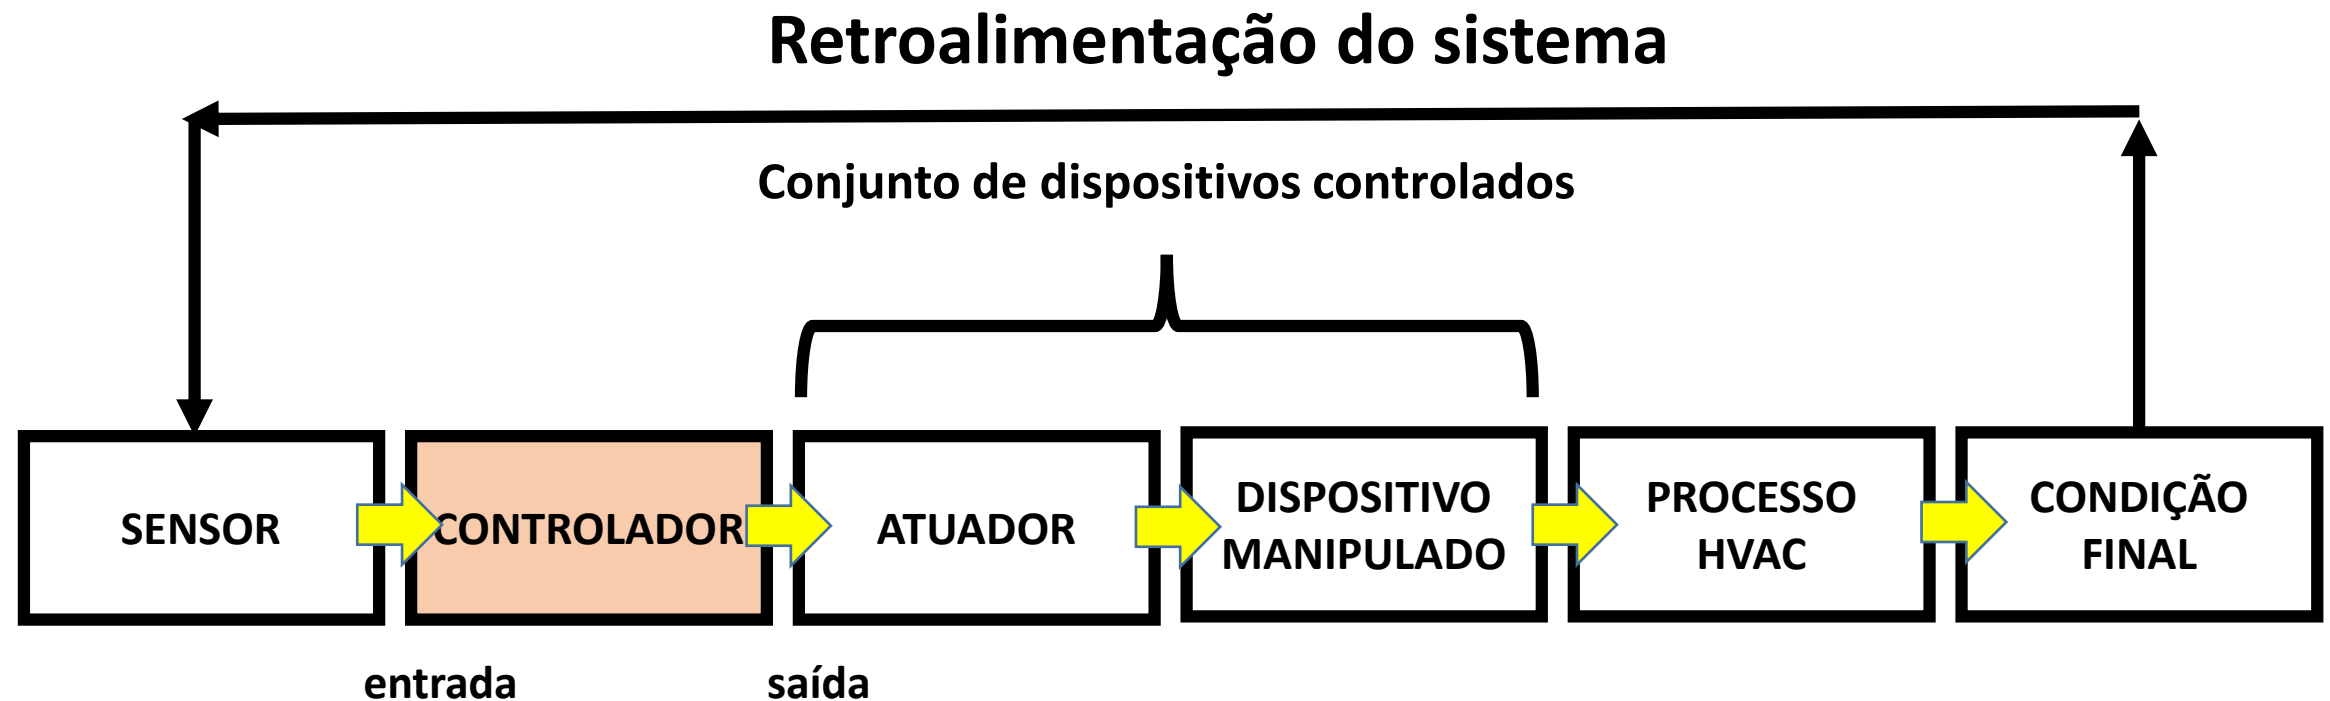 Retroalimentação do sistema
Conjunto de dispositivos controlados
SENSOR
CONTROLADOR
ATUADOR
DISPOSITIVO
MANIPULADO
PROCESSO
HVAC
CONDIÇÃO
FINAL
entrada
saída